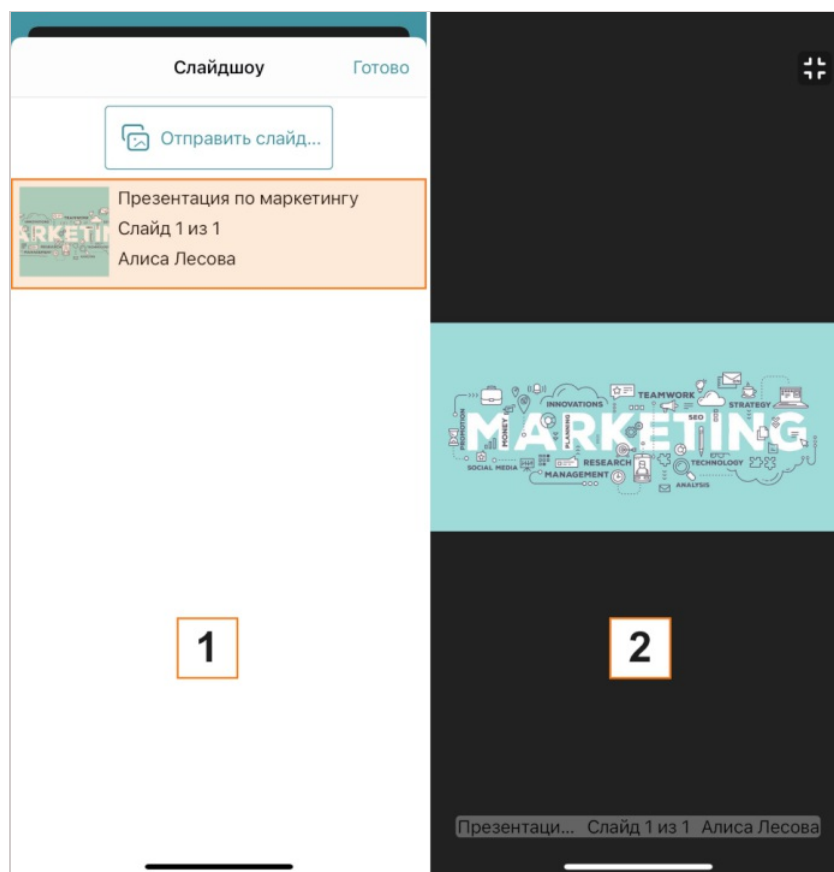 Слайдшоу Готово
Отправить слайд...
ARKETIN
Презентация по маркетингу
Слайд 1 из 1
Алиса Лесова
1
TEAMWORK
INNOVATIONS
STRATEGY
SEO
PROMOTION
MONEY
PLANNING
MARKETING
SOCIAL MEDIA
RESEARCH
TECHNOLOGY
MANAGEMENT
ANALYSIS
2
Презентаци... Слайд 1 из 1 Алиса Лесова